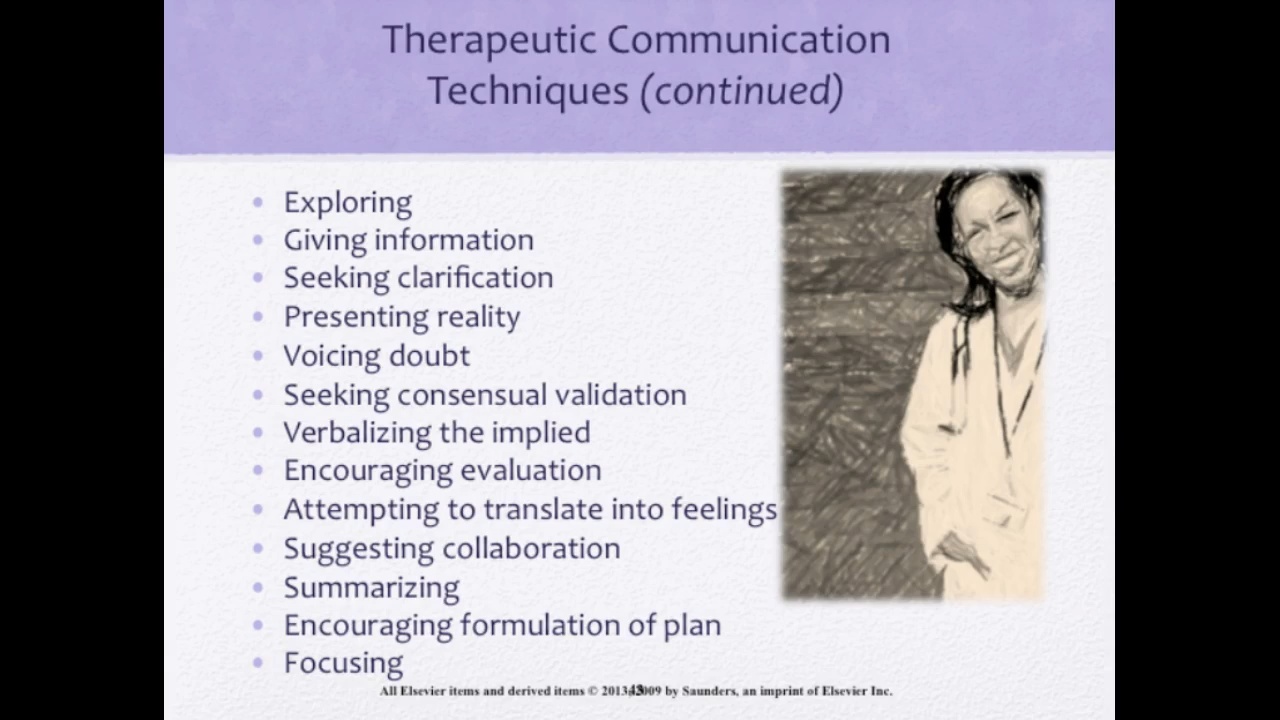 Therapeutic Communication
Techniques (continued)
• Exploring
• Giving information
• Seeking clarification
• Presenting reality
• Voicing doubt
• Seeking consensual validation
• Verbalizing the implied
• Encouraging evaluation
• Attempting to translate into feelings
• Suggesting collaboration
• Summarizing
• Encouraging formulation of plan
• Focusing
All Elsevier items and derived items © 2013, 2009 by Saunders, an imprint of Elsevier Inc.